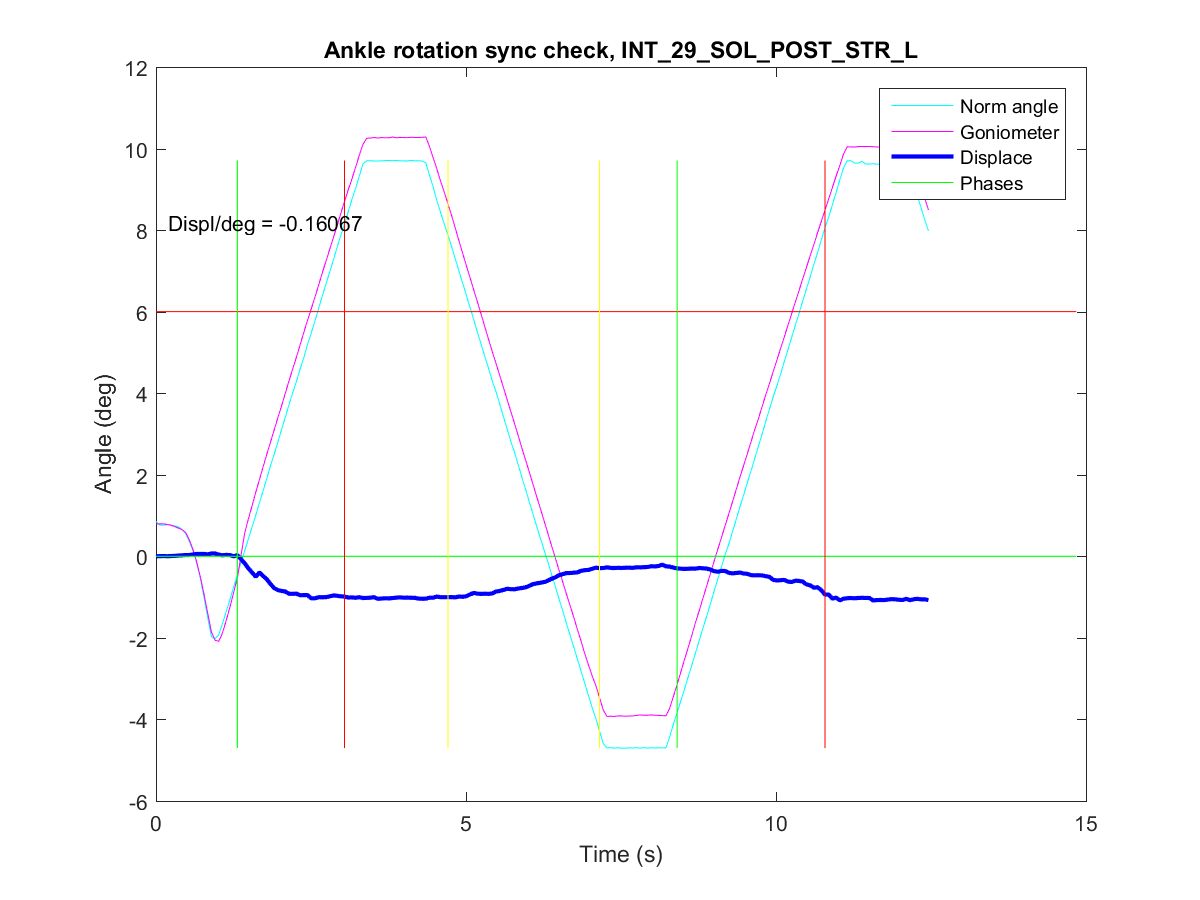 Ankle rotation sync check, INT_29_SOL_POST_STR_L
12
10
8
6
4
2
0
-2
-4
-6
Angle (deg)
Displ/deg = -0.16067
Norm angle
Goniometer
Displace
Phases
0
5
10
15
Time (s)